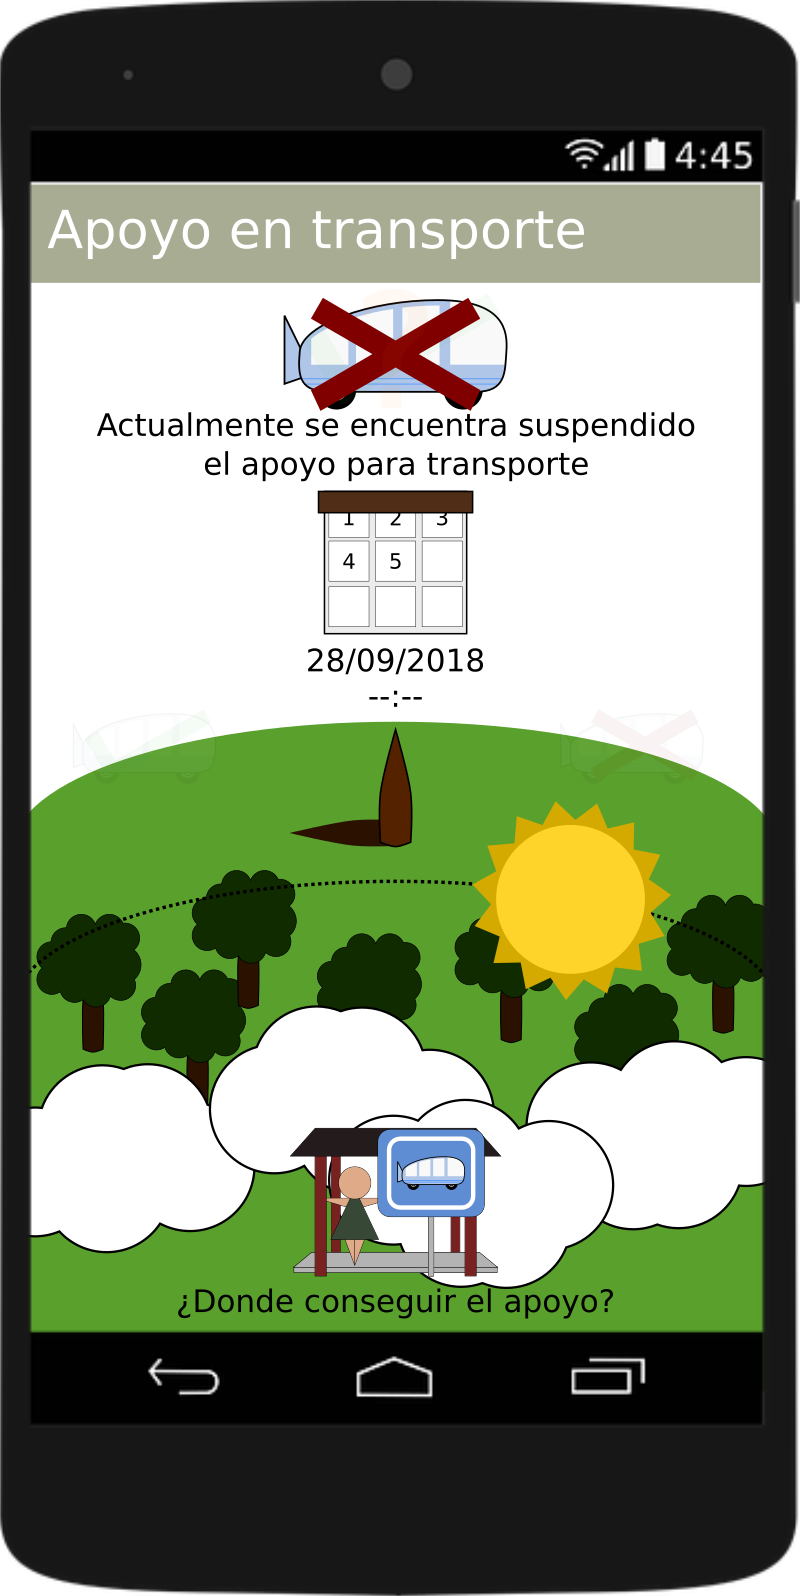 4:45
Apoyo en transporte
Actualmente se encuentra suspendido
el apoyo para transporte
1 2 3
4 5
28/09/2018
--:--
¿Donde conseguir el apoyo?